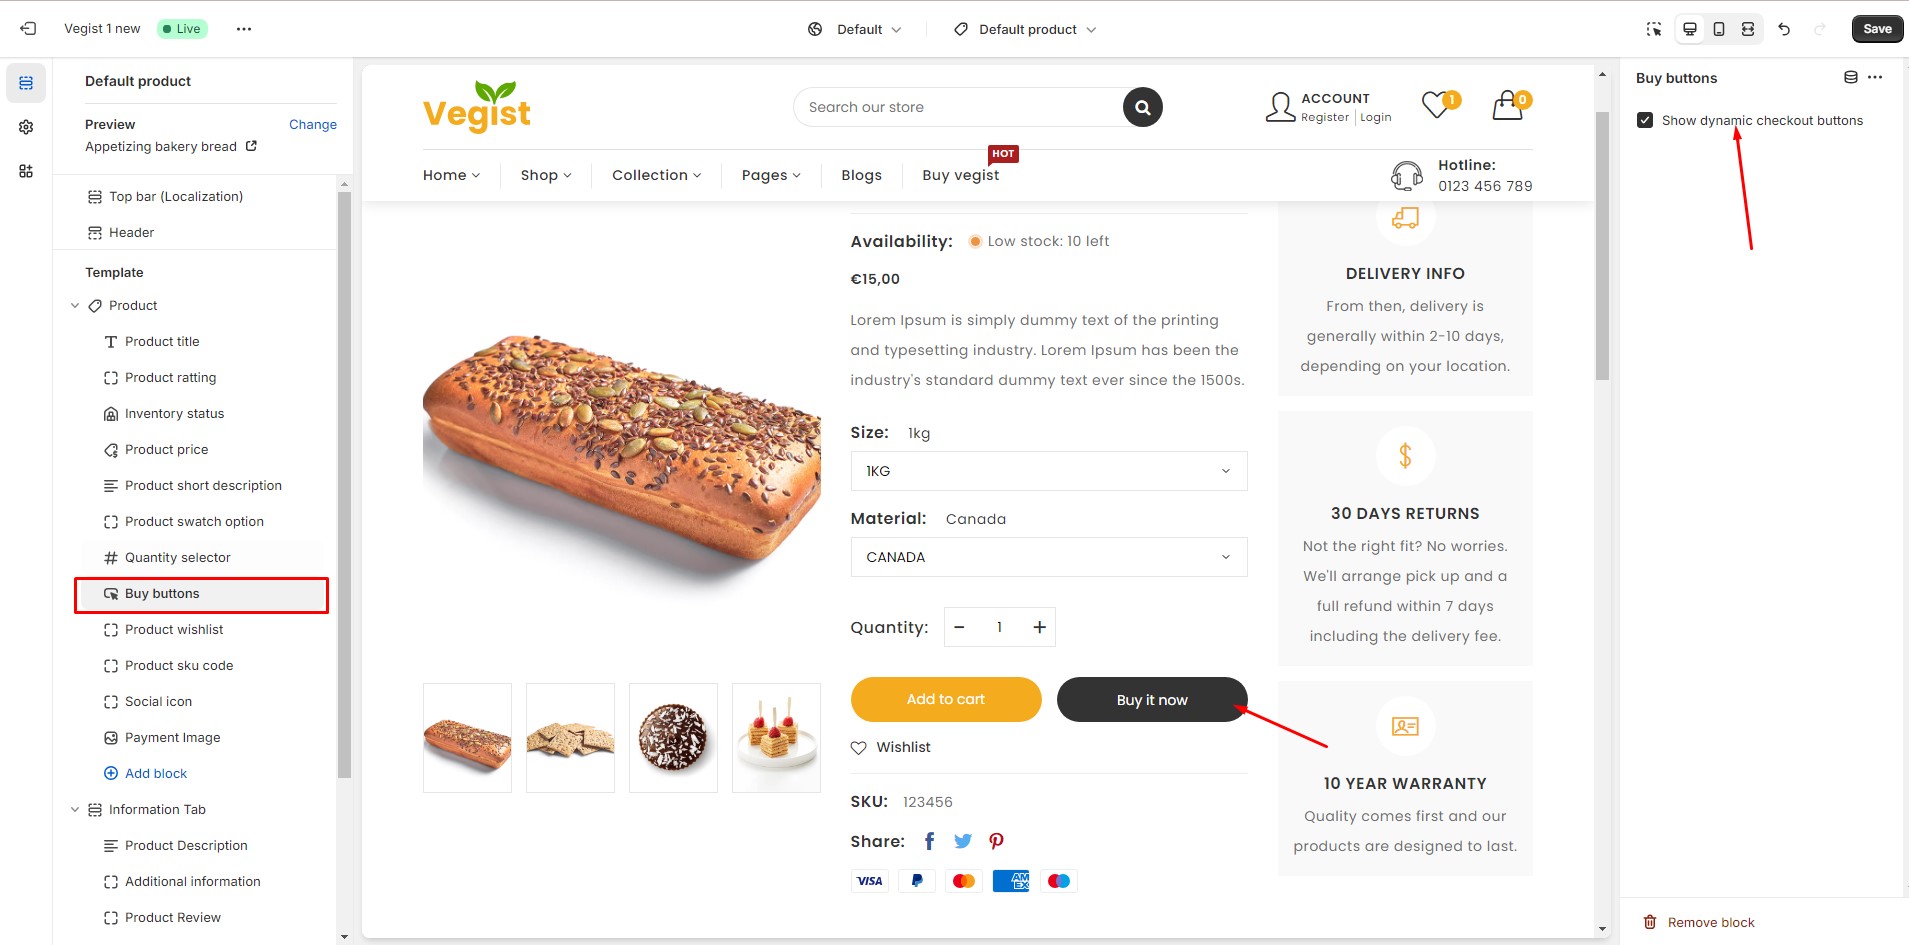 Vegist 1 new
Live
Default
Default product
Save
Default product
Preview
Change
Appetizing bakery bread
Top bar (Localization)
Header
Template
Product
Product title
Product ratting
Inventory status
Product price
Product short description
Product swatch option
Quantity selector
Buy buttons
Product wishlist
Product sku code
Social icon
Payment Image
Add block
Information Tab
Product Description
Additional information
Product Review
Vegist
Search our store
ACCOUNT
Register
Login
1
0
Home
Shop
Collection
Pages
Blogs
Buy vegist
HOT
Hotline:
0123 456 789
Availability:
Low stock: 10 left
€15,00
Lorem Ipsum is simply dummy text of the printing
and typesetting industry. Lorem Ipsum has been the
industry's standard dummy text ever since the 1500s.
Size:
1kg
1KG
Material:
Canada
CANADA
Quantity:
1
Add to cart
Buy it now
Wishlist
SKU:
123456
Share:
VISA
AM
EX
DELIVERY INFO
From then, delivery is
generally within 2-10 days,
depending on your location.
30 DAYS RETURNS
Not the right fit? No worries.
We'll arrange pick up and a
full refund within 7 days
including the delivery fee.
10 YEAR WARRANTY
Quality comes first and our
products are designed to last.
Buy buttons
Show dynamic checkout buttons
Remove block